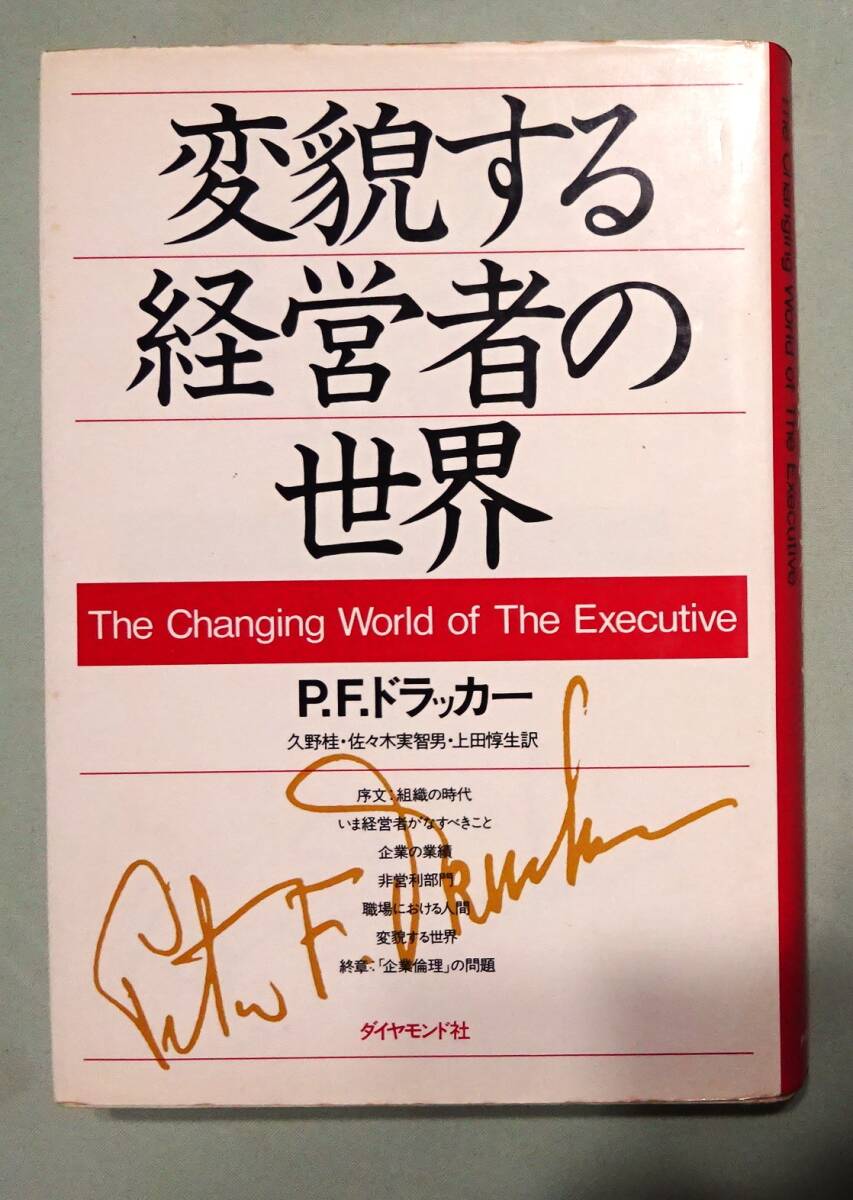 変貌する
経営者の
世界
The Changing World of The Executive
P.F.ドラッカー
久野桂・佐々木実智男・上田惇生訳
序文:組織の時代
いま経営者がなすべきこと
企業の業績
非営利部門
職場における人間
変貌する世界
終章:「企業倫理」の問題
Peter F. Drucker
ダイヤモンド社
The Changing World of The Executive